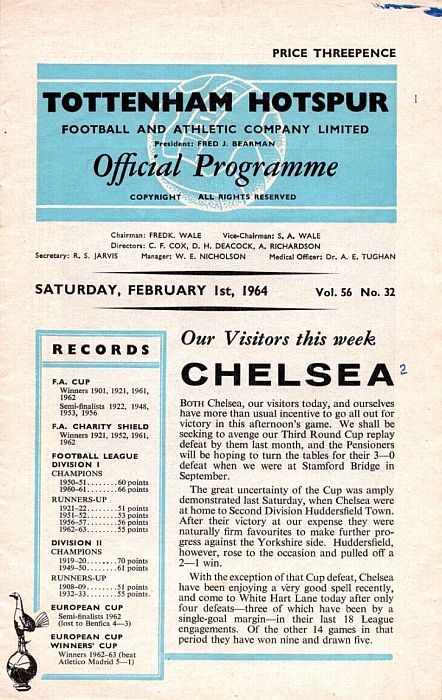 PRICE THREEPENCE
TOTTENHAM HOTSPUR
FOOTBALL AND ATHLETIC COMPANY LIMITED
President: FRED J. BEARMAN
Official Programme
COPYRIGHT ALL RIGHTS RESERVED
1
Chairman: FREDK. WALE Vice-Chairman: S. A. WALE
Directors: C. F. COX, D. H. DEACOCK, A. RICHARDSON
Secretary: R. S. JARVIS Manager: W. E. NICHOLSON Medical Officer: Dr. A. E. TUGHAN
SATURDAY, FEBRUARY 1st, 1964 Vol. 56 No. 32
RECORDS
F.A. CUP
Winners 1901, 1921, 1961,
1962
Semi-finalists 1922, 1948,
1953, 1956
F.A. CHARITY SHIELD
Winners 1921, 1952, 1961,
1962
FOOTBALL LEAGUE
DIVISION I
CHAMPIONS
1950-51........60 points
1960-61........66 points
RUNNERS-UP
1921-22........51 points
1951-52........53 points
1956-57........56 points
1962-63........55 points
DIVISION II
CHAMPIONS
1919-20........70 points
1949-50........61 points
RUNNERS-UP
1908-09........51 points
1932-33........55 points
EUROPEAN CUP
Semi-finalists 1962
(lost to Benfica 4—3)
EUROPEAN CUP
WINNERS' CUP
Winners 1962-63 (beat
Atletico Madrid 5—1)
Our Visitors this week
CHELSEA 2
BOTH Chelsea, our visitors today, and ourselves
have more than usual incentive to go all out for
victory in this afternoon's game. We shall be
seeking to avenge our Third Round Cup replay
defeat by them last month, and the Pensioners
will be hoping to turn the tables for their 3—0
defeat when we were at Stamford Bridge in
September.
The great uncertainty of the Cup was amply
demonstrated last Saturday, when Chelsea were
at home to Second Division Huddersfield Town.
After their victory at our expense they were
naturally firm favourites to make further pro-
gress against the Yorkshire side. Huddersfield,
however, rose to the occasion and pulled off a
2—1 win.
With the exception of that Cup defeat, Chelsea
have been enjoying a very good spell recently,
and come to White Hart Lane today after only
four defeats—three of which have been by a
single-goal margin—in their last 18 League
engagements. Of the other 14 games in that
period they have won nine and drawn five.